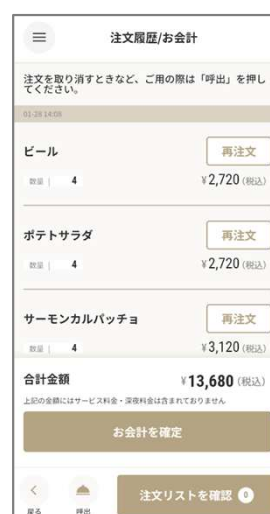 注文履歴/お会計
注文を取り消すときなど、ご用の際は「呼出」を押し
てください。
01-26 14:05
ビール
再注文
数量 | 4
¥2,720 (税込)
ポテトサラダ
再注文
数量 | 4
¥2,720 (税込)
サーモンカルパッチョ
再注文
数量 | 4
¥3,120 (税込)
合計金額
¥13,680 (税込)
上記の金額にはサービス料金・深夜料金は含まれておりません
お会計を確定
戻る
呼出
注文リストを確認 0